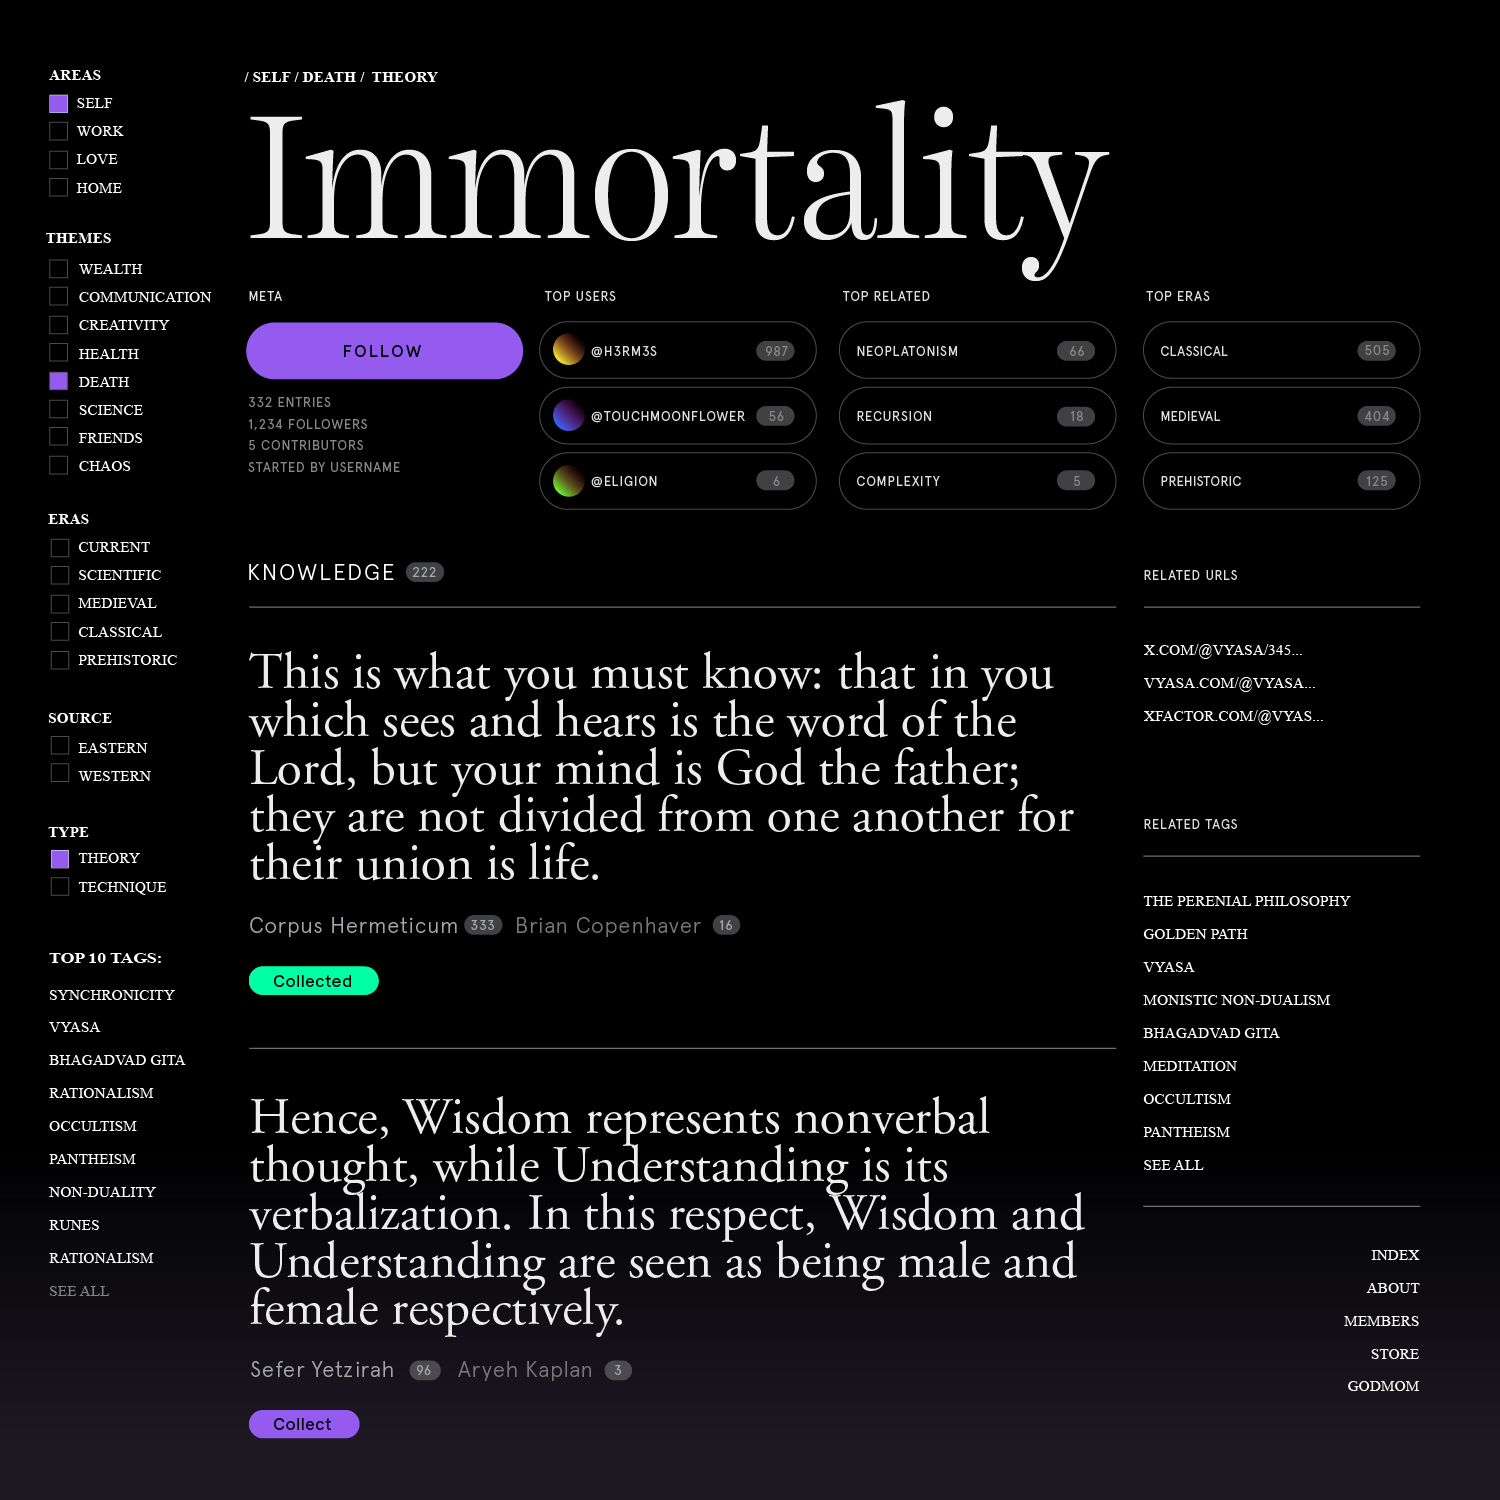 AREAS
SELF
WORK
LOVE
HOME
THEMES
WEALTH
COMMUNICATION
CREATIVITY
HEALTH
DEATH
SCIENCE
FRIENDS
CHAOS
ERAS
CURRENT
SCIENTIFIC
MEDIEVAL
CLASSICAL
PREHISTORIC
SOURCE
EASTERN
WESTERN
TYPE
THEORY
TECHNIQUE
TOP 10 TAGS:
SYNCHRONICITY
VYASA
BHAGADVAD GITA
RATIONALISM
OCCULTISM
PANTHEISM
NON-DUALITY
RUNES
RATIONALISM
SEE ALL
/ SELF / DEATH / THEORY
Immortality
META
FOLLOW
332 ENTRIES
1,234 FOLLOWERS
5 CONTRIBUTORS
STARTED BY USERNAME
TOP USERS
@H3RM3S 987
@TOUCHMOONFLOWER 56
@ELIGION 6
TOP RELATED
NEOPLATONISM 66
RECURSION 18
COMPLEXITY 5
TOP ERAS
CLASSICAL 505
MEDIEVAL 404
PREHISTORIC 125
KNOWLEDGE 222
This is what you must know: that in you
which sees and hears is the word of the
Lord, but your mind is God the father;
they are not divided from one another for
their union is life.
Corpus Hermeticum 333 Brian Copenhaver 16
Collected
Hence, Wisdom represents nonverbal
thought, while Understanding is its
verbalization. In this respect, Wisdom and
Understanding are seen as being male and
female respectively.
Sefer Yetzirah 96 Aryeh Kaplan 3
Collect
RELATED URLS
X.COM/@VYASA/345...
VYASA.COM/@VYASA...
XFACTOR.COM/@VYAS...
RELATED TAGS
THE PERENIAL PHILOSOPHY
GOLDEN PATH
VYASA
MONISTIC NON-DUALISM
BHAGADVAD GITA
MEDITATION
OCCULTISM
PANTHEISM
SEE ALL
INDEX
ABOUT
MEMBERS
STORE
GODMOM